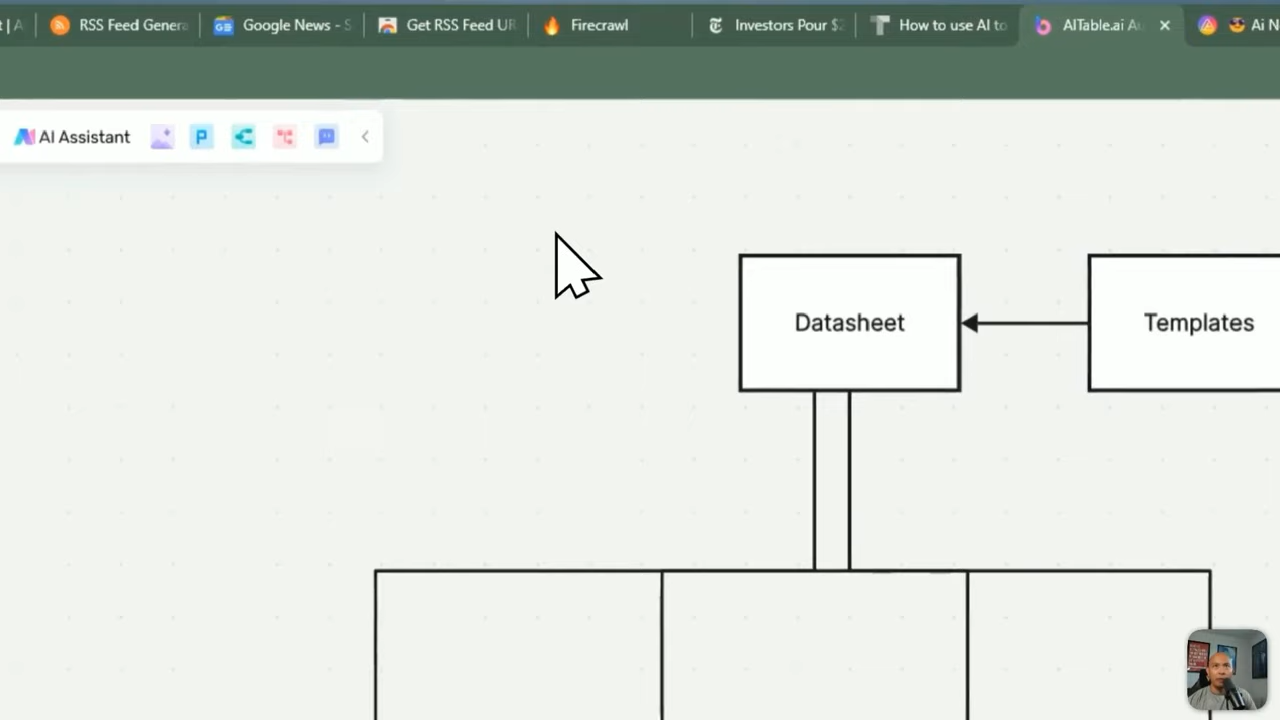 RSS Feed Genera
Google News - S
Get RSS Feed UR
Firecrawl
Investors Pour $2
How to use AI to
AITable.ai Au
Ai N
AI Assistant
Datasheet
Templates